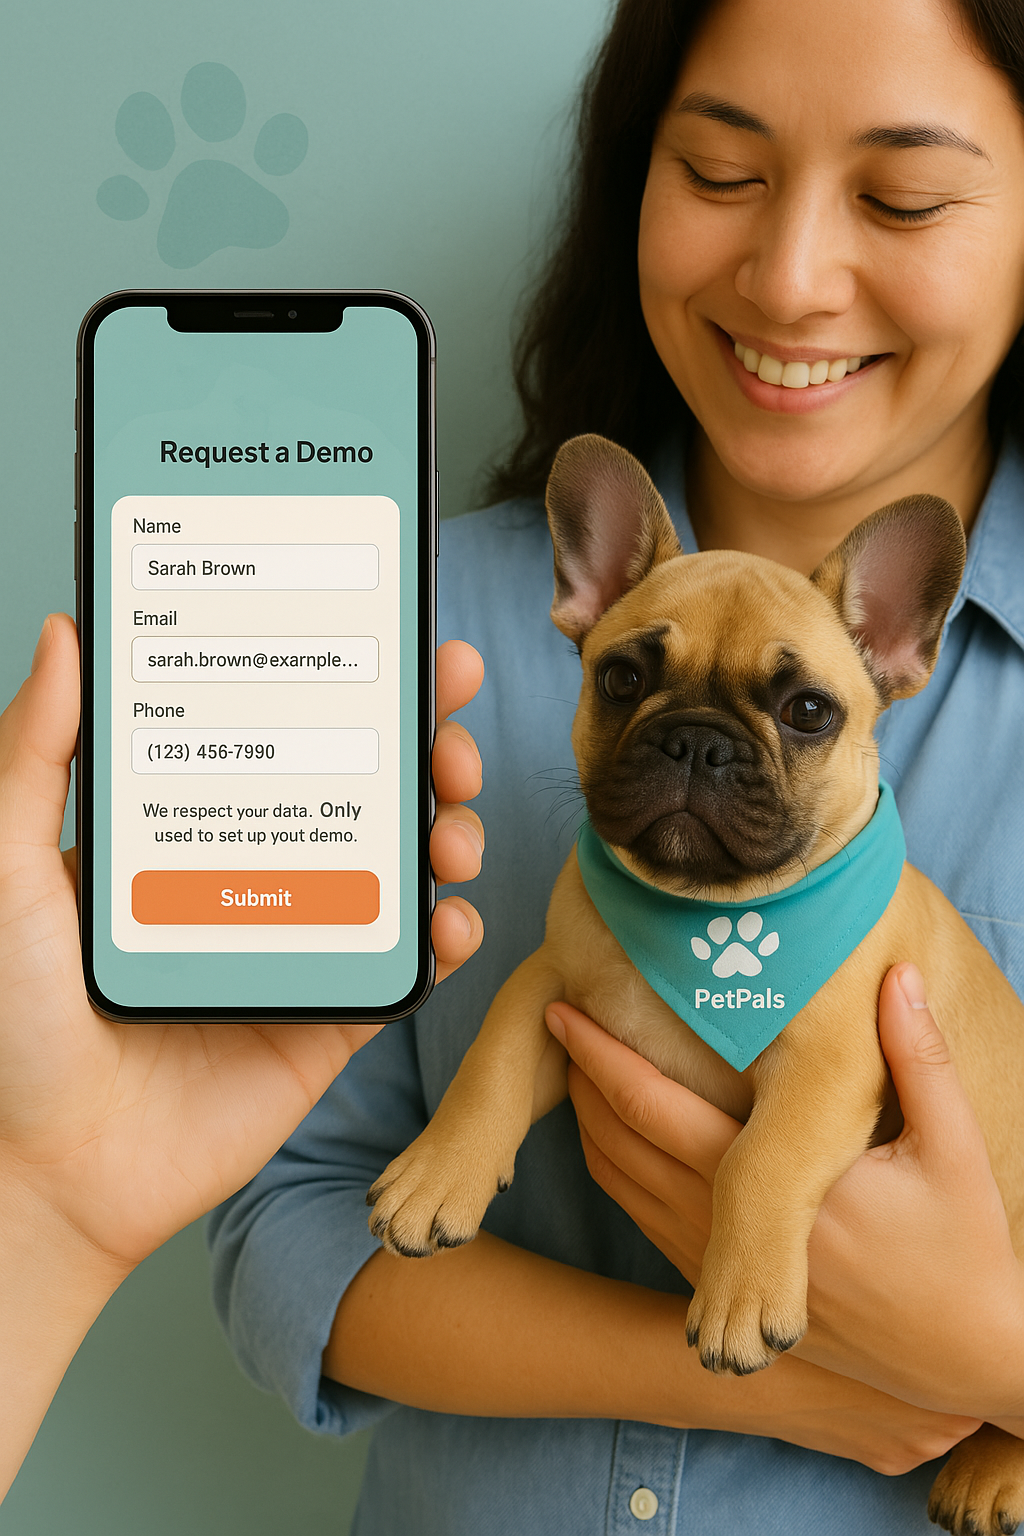 Request a Demo
Name
Sarah Brown
Email
sarah.brown@exarnple...
Phone
(123) 456-7990
We respect your data. Only
used to set up yout demo.
Submit
PetPals